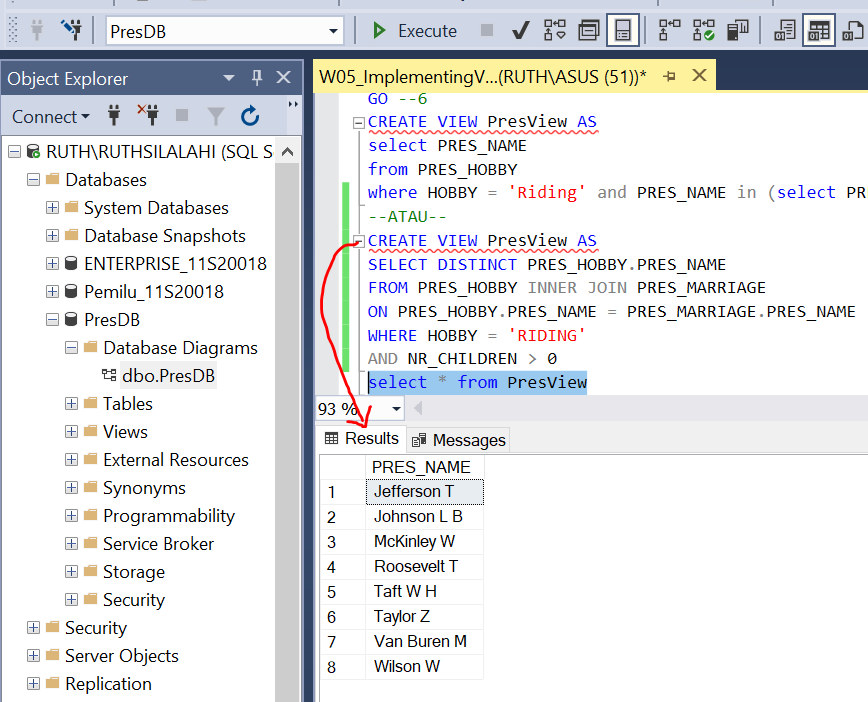 PresDB
Execute
Object Explorer
Connect
RUTH\RUTHSILALAHI (SQL S
Databases
System Databases
Database Snapshots
ENTERPRISE_11S20018
Pemilu_11S20018
PresDB
Database Diagrams
dbo.PresDB
Tables
Views
External Resources
Synonyms
Programmability
Service Broker
Storage
Security
Security
Server Objects
Replication
W05_ImplementingV...(RUTH\ASUS (51))*
GO --6
CREATE VIEW PresView AS
select PRES_NAME
from PRES_HOBBY
where HOBBY = 'Riding' and PRES_NAME in (select PR
--ATAU--
CREATE VIEW PresView AS
SELECT DISTINCT PRES_HOBBY.PRES_NAME
FROM PRES_HOBBY INNER JOIN PRES_MARRIAGE
ON PRES_HOBBY.PRES_NAME = PRES_MARRIAGE.PRES_NAME
WHERE HOBBY = 'RIDING'
AND NR_CHILDREN > 0
select * from PresView
93 %
Results Messages
PRES_NAME
1 Jefferson T
2 Johnson L B
3 McKinley W
4 Roosevelt T
5 Taft W H
6 Taylor Z
7 Van Buren M
8 Wilson W